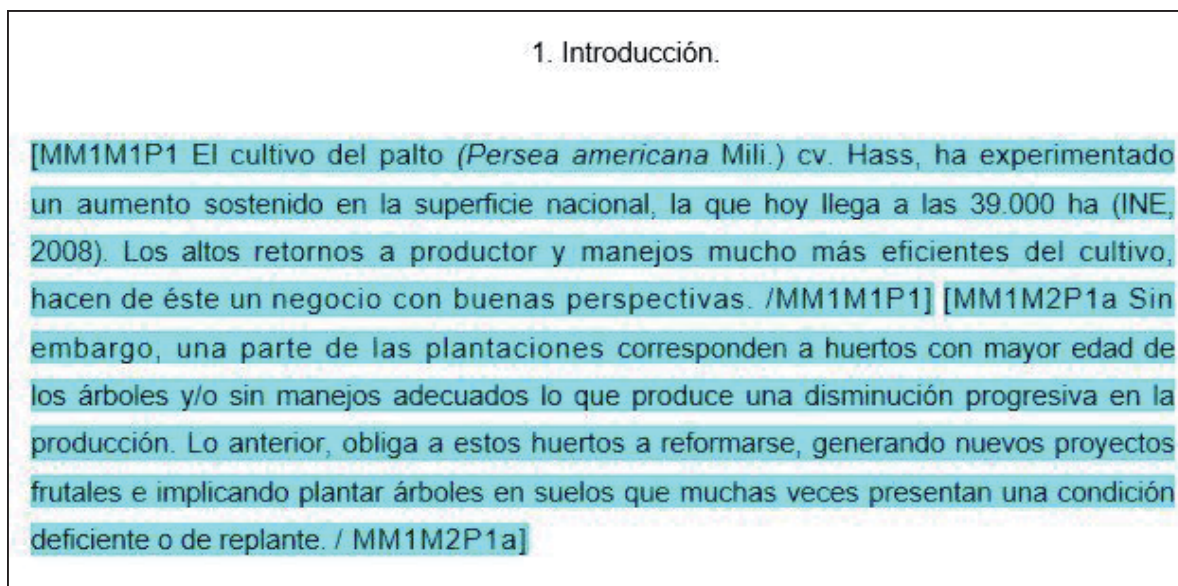 1. Introducción.
[MM1M1P1 El cultivo del palto (Persea americana Mili.) cv. Hass, ha experimentado
un aumento sostenido en la superficie nacional, la que hoy llega a las 39.000 ha (INE,
2008). Los altos retornos a productor y manejos mucho más eficientes del cultivo,
hacen de éste un negocio con buenas perspectivas. /MM1M1P1] [MM1M2P1a Sin
embargo, una parte de las plantaciones corresponden a huertos con mayor edad de
los árboles y/o sin manejos adecuados lo que produce una disminución progresiva en la
producción. Lo anterior, obliga a estos huertos a reformarse, generando nuevos proyectos
frutales e implicando plantar árboles en suelos que muchas veces presentan una condición
deficiente o de replante. / MM1M2P1a]